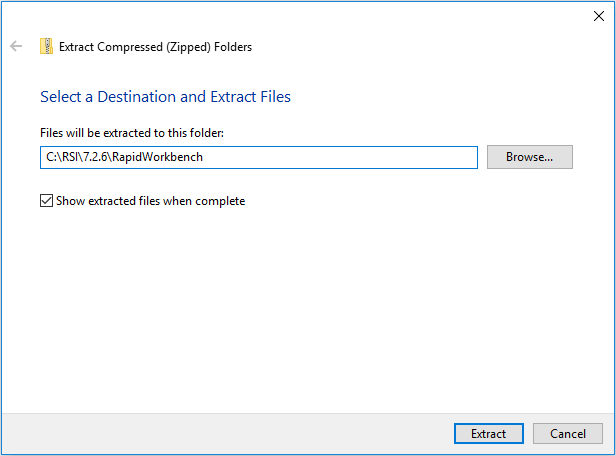 Extract Compressed (Zipped) Folders
Select a Destination and Extract Files
Files will be extracted to this folder:
C:\RSI\7.2.6\RapidWorkbench
Browse...
Show extracted files when complete
Extract
Cancel